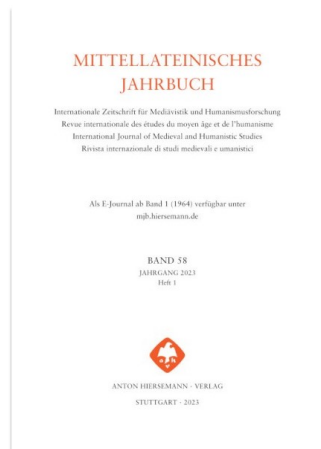 MITTELLATEINISCHES
JAHRBUCH
Internationale Zeitschrift für Mediävistik und Humanismusforschung
Revue internationale des études du moyen âge et de l'humanisme
International Journal of Medieval and Humanistic Studies
Rivista internazionale di studi medievali e umanistici
Als E-Journal ab Band 1 (1964) verfügbar unter
mjb.hiersemann.de
BAND 58
JAHRGANG 2023
Heft 1
ANTON HIERSEMANN · VERLAG
STUTTGART · 2023